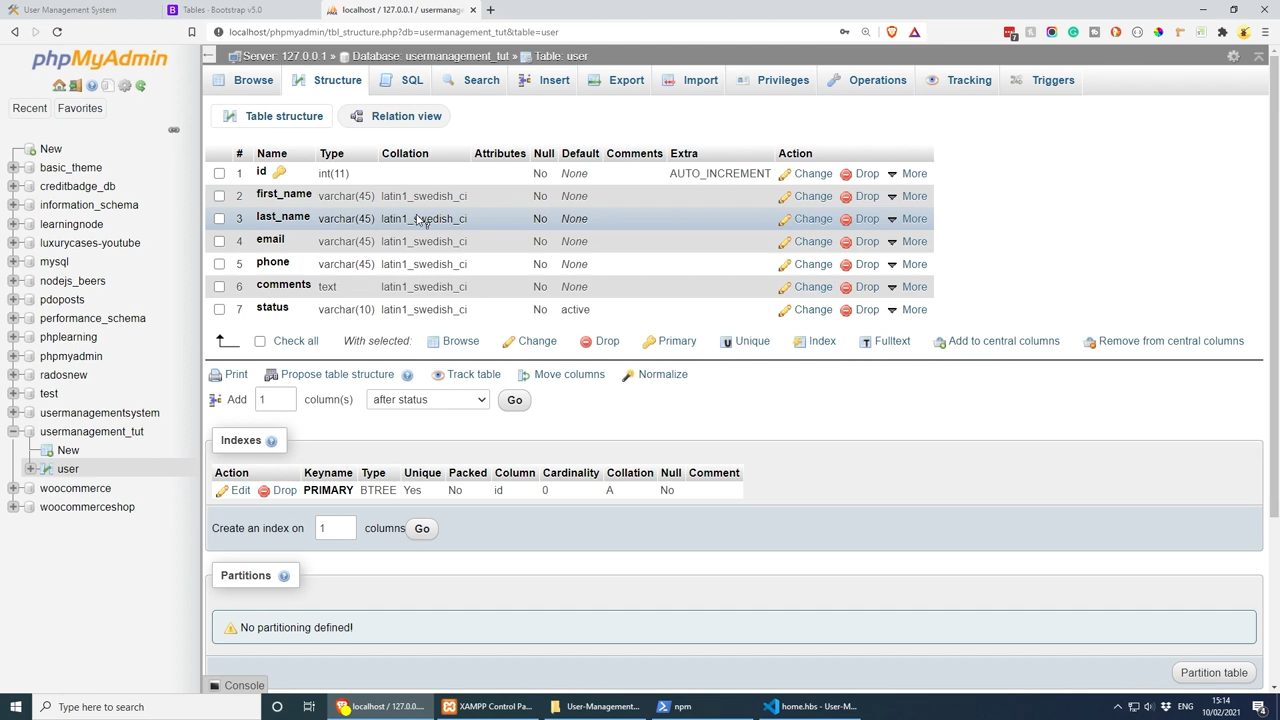 User Management System
Tables · Bootstrap v5.0
localhost / 127.0.0.1 / usermanage
localhost/phpmyadmin/tbl_structure.php?db=usermanagement_tut&table=user
7
phpMyAdmin
Recent
Favorites
New
basic_theme
creditbadge_db
information_schema
learningnode
luxurycases-youtube
mysql
nodejs_beers
pdoposts
performance_schema
phplearning
phpmyadmin
radosnew
test
usermanagementsystem
usermanagement_tut
New
user
woocommerce
woocommerceshop
Server: 127.0.0.1 » Database: usermanagement_tut » Table: user
Browse Structure SQL Search Insert Export Import Privileges Operations Tracking Triggers
Table structure Relation view
# Name Type Collation Attributes Null Default Comments Extra Action
1 id int(11) No None AUTO_INCREMENT Change Drop More
2 first_name varchar(45) latin1_swedish_ci No None Change Drop More
3 last_name varchar(45) latin1_swedish_ci No None Change Drop More
4 email varchar(45) latin1_swedish_ci No None Change Drop More
5 phone varchar(45) latin1_swedish_ci No None Change Drop More
6 comments text latin1_swedish_ci No None Change Drop More
7 status varchar(10) latin1_swedish_ci No active Change Drop More
Check all With selected: Browse Change Drop Primary Unique Index Fulltext Add to central columns Remove from central columns
Print Propose table structure Track table Move columns Normalize
Add 1 column(s) after status Go
Indexes
Action Keyname Type Unique Packed Column Cardinality Collation Null Comment
Edit Drop PRIMARY BTREE Yes No id 0 A No
Create an index on 1 columns Go
Partitions
No partitioning defined!
Partition table
Console
Type here to search
localhost / 127.0.0....
XAMPP Control Pa...
User-Management...
npm
home.hbs - User-M...
ENG
15:14
10/02/2021
4